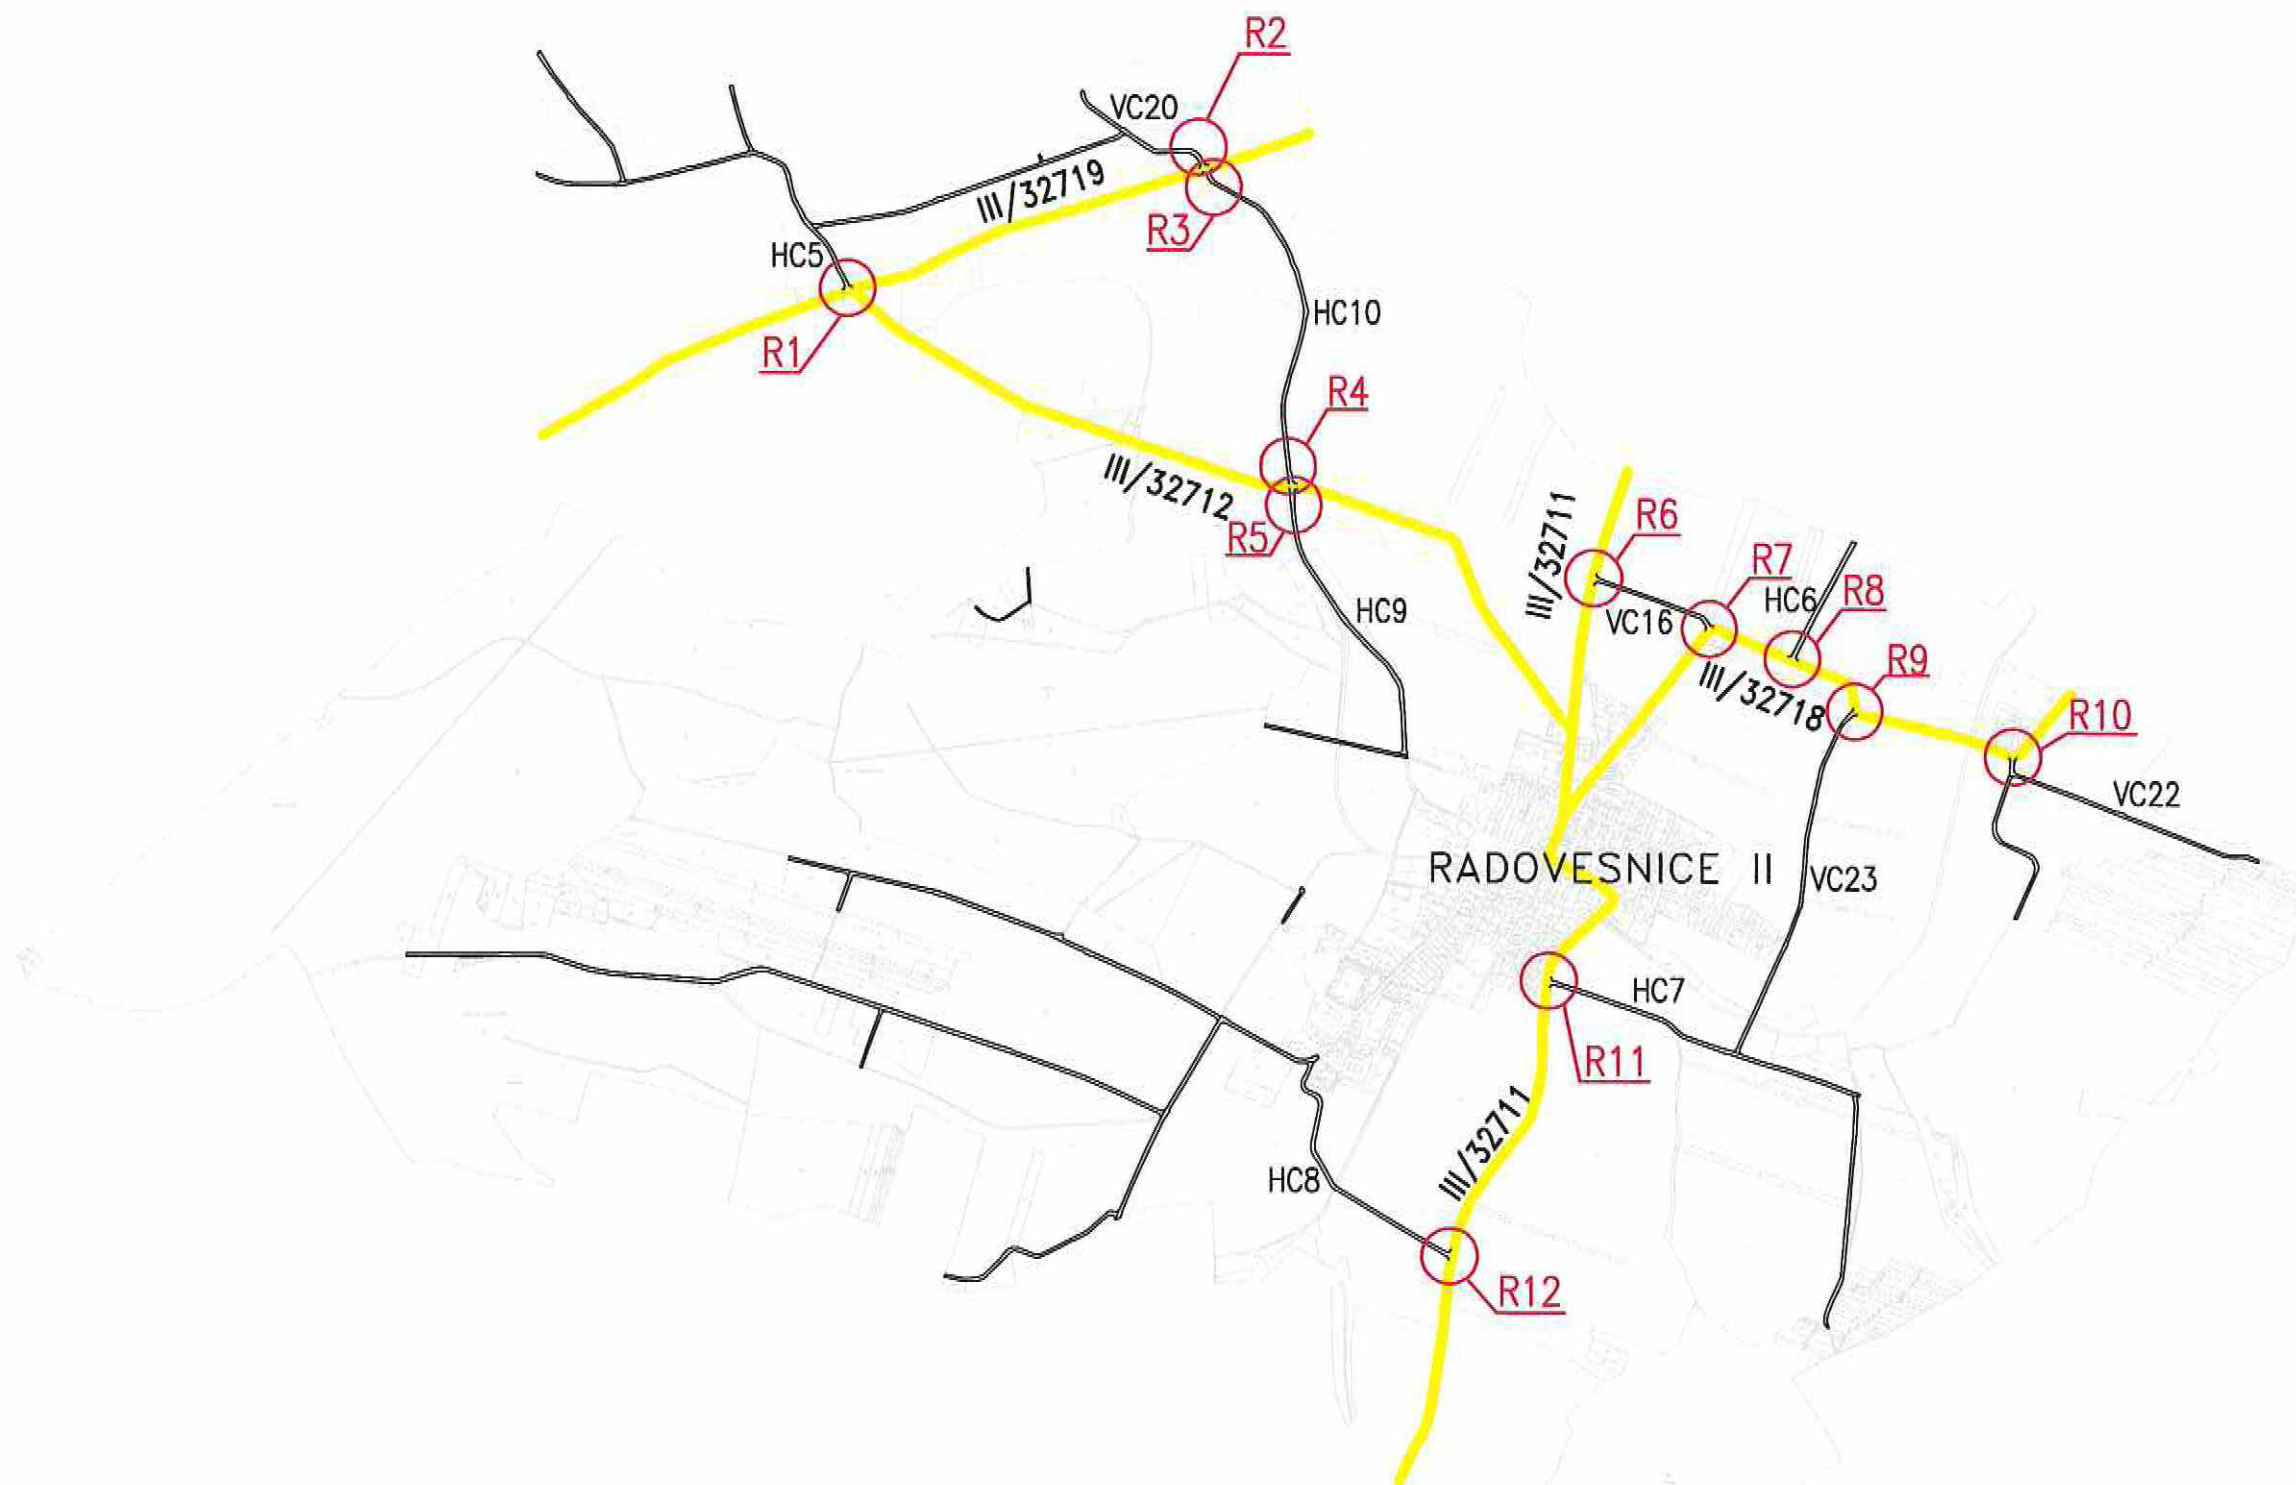 R2
VC20
III/32719
R3
HC5
R1
HC10
R4
III/32712
R5
III/32711
R6
R7
HC6
R8
VC16
HC9
R9
III/32718
R10
VC22
RADOVESNICE II
VC23
HC7
R11
III/32711
HC8
R12